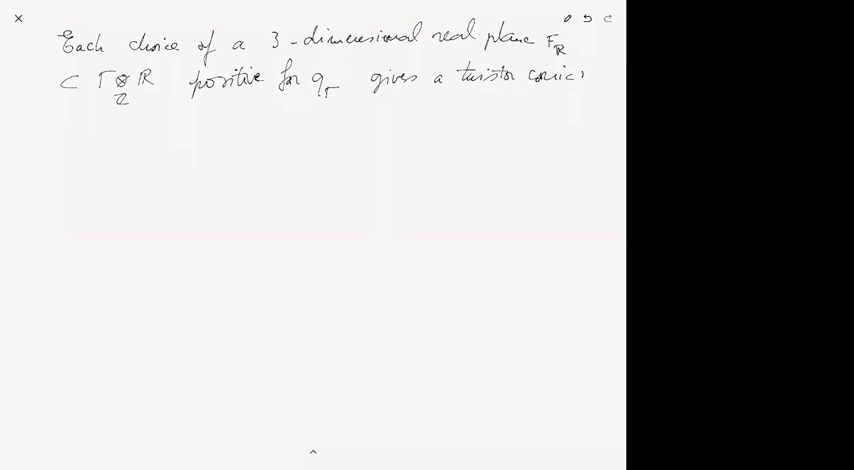 Each choice of a 3-dimensional real plane F_ℝ
⊂ Γ ⊗_ℤ ℝ positive for q_Γ gives a twistor conic